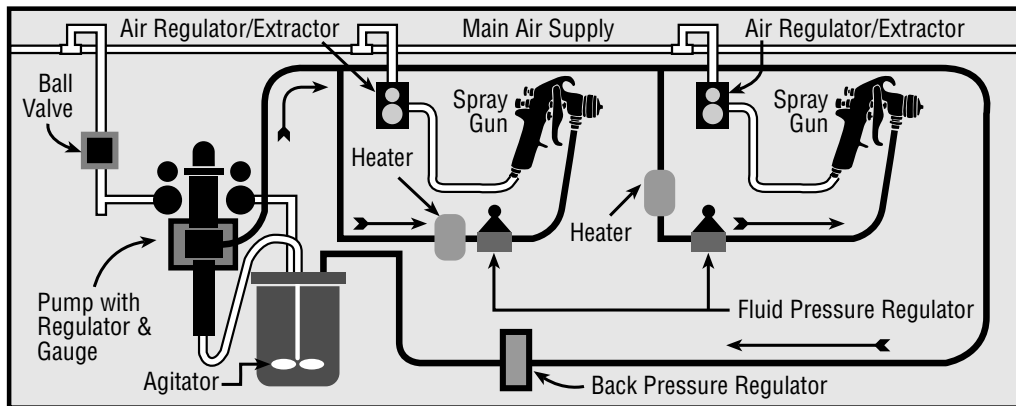 Air Regulator/Extractor
Main Air Supply
Air Regulator/Extractor
Ball
Valve
Spray
Gun
Spray
Gun
Heater
Heater
Pump with
Regulator &
Gauge
Fluid Pressure Regulator
Agitator
Back Pressure Regulator